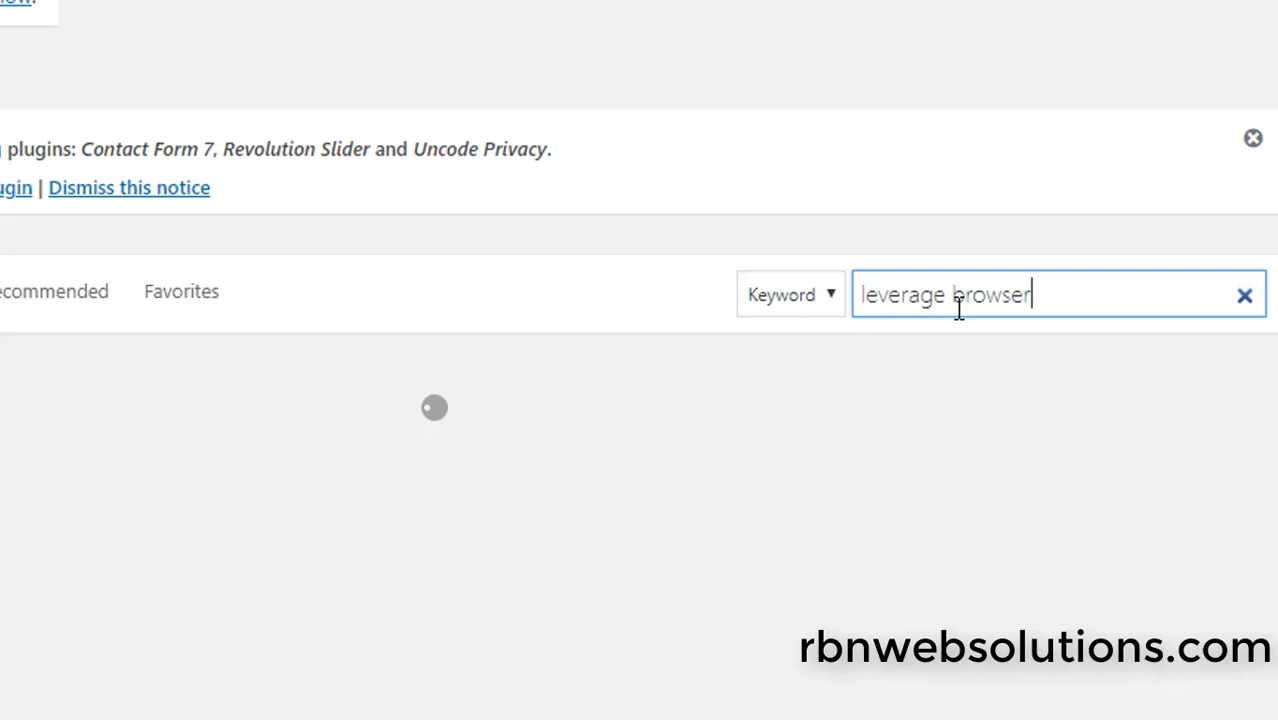 now.
plugins: Contact Form 7, Revolution Slider and Uncode Privacy.
ugin | Dismiss this notice
ecommended Favorites Keyword ▼ leverage browser
rbnwebsolutions.com